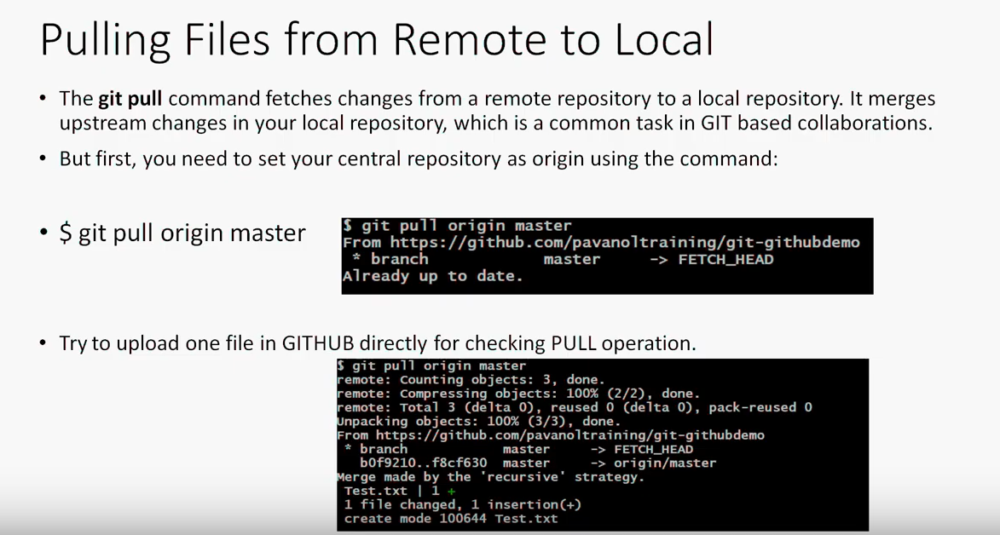 Pulling Files from Remote to Local
• The git pull command fetches changes from a remote repository to a local repository. It merges
upstream changes in your local repository, which is a common task in GIT based collaborations.
• But first, you need to set your central repository as origin using the command:
• $ git pull origin master
$ git pull origin master
From https://github.com/pavanoltraining/git-githubdemo
* branch master -> FETCH_HEAD
Already up to date.
• Try to upload one file in GITHUB directly for checking PULL operation.
$ git pull origin master
remote: Counting objects: 3, done.
remote: Compressing objects: 100% (2/2), done.
remote: Total 3 (delta 0), reused 0 (delta 0), pack-reused 0
Unpacking objects: 100% (3/3), done.
From https://github.com/pavanoltraining/git-githubdemo
* branch master -> FETCH_HEAD
b0f9210..f8cf630 master -> origin/master
Merge made by the 'recursive' strategy.
Test.txt | 1 +
1 file changed, 1 insertion(+)
create mode 100644 Test.txt